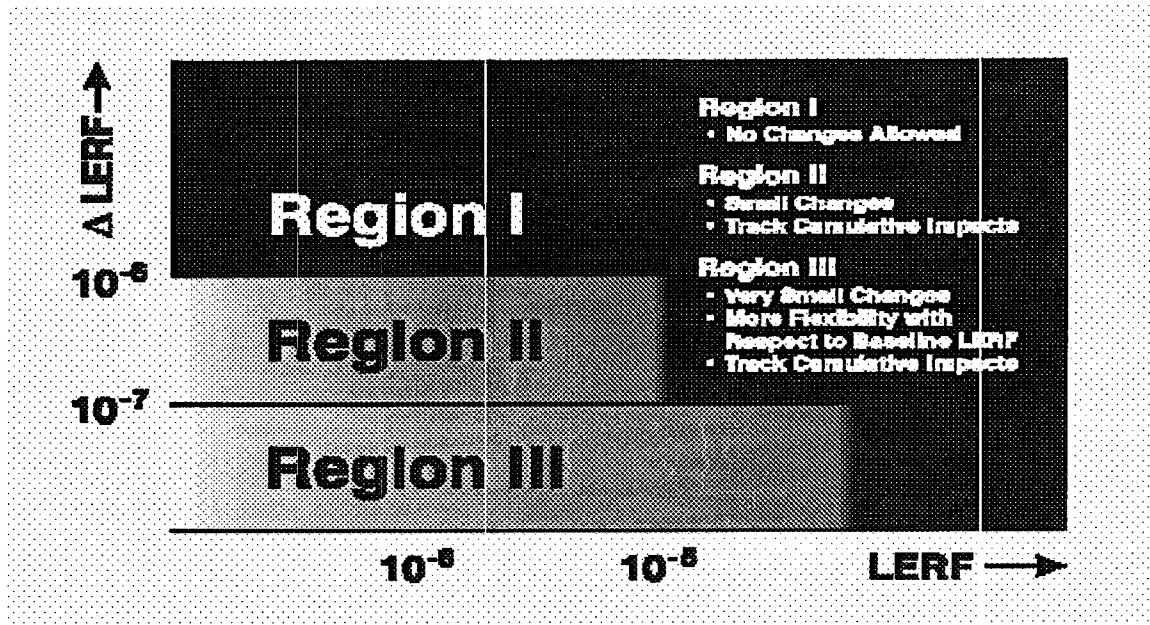 Δ LERF
Region I
• No Changes Allowed
Region II
• Small Changes
• Track Cumulative Impacts
Region III
• Very Small Changes
• More Flexibility with
Respect to Baseline LERF
• Track Cumulative Impacts
Region I
10⁻⁶
Region II
10⁻⁷
Region III
10⁻⁶
10⁻⁵
LERF